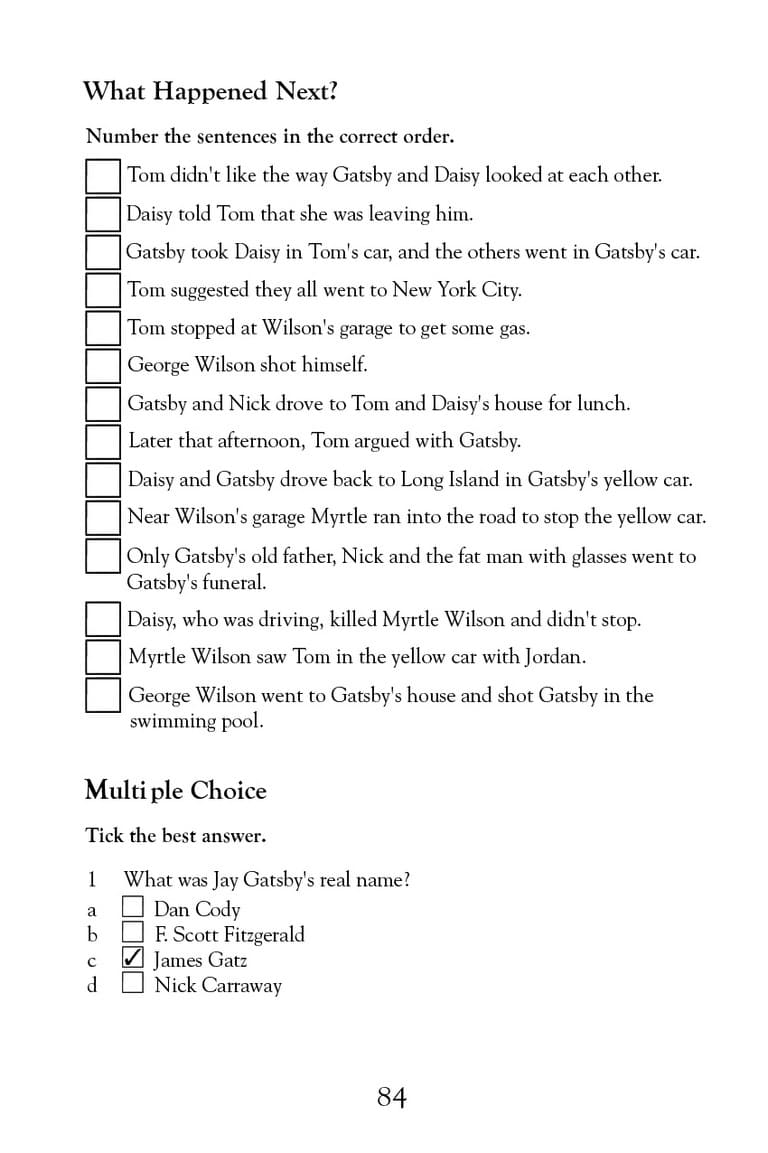 What Happened Next?
Number the sentences in the correct order.
Tom didn't like the way Gatsby and Daisy looked at each other.
Daisy told Tom that she was leaving him.
Gatsby took Daisy in Tom's car, and the others went in Gatsby's car.
Tom suggested they all went to New York City.
Tom stopped at Wilson's garage to get some gas.
George Wilson shot himself.
Gatsby and Nick drove to Tom and Daisy's house for lunch.
Later that afternoon, Tom argued with Gatsby.
Daisy and Gatsby drove back to Long Island in Gatsby's yellow car.
Near Wilson's garage Myrtle ran into the road to stop the yellow car.
Only Gatsby's old father, Nick and the fat man with glasses went to
Gatsby's funeral.
Daisy, who was driving, killed Myrtle Wilson and didn't stop.
Myrtle Wilson saw Tom in the yellow car with Jordan.
George Wilson went to Gatsby's house and shot Gatsby in the
swimming pool.
Multiple Choice
Tick the best answer.
1 What was Jay Gatsby's real name?
a Dan Cody
b F. Scott Fitzgerald
c ✓ James Gatz
d Nick Carraway
84